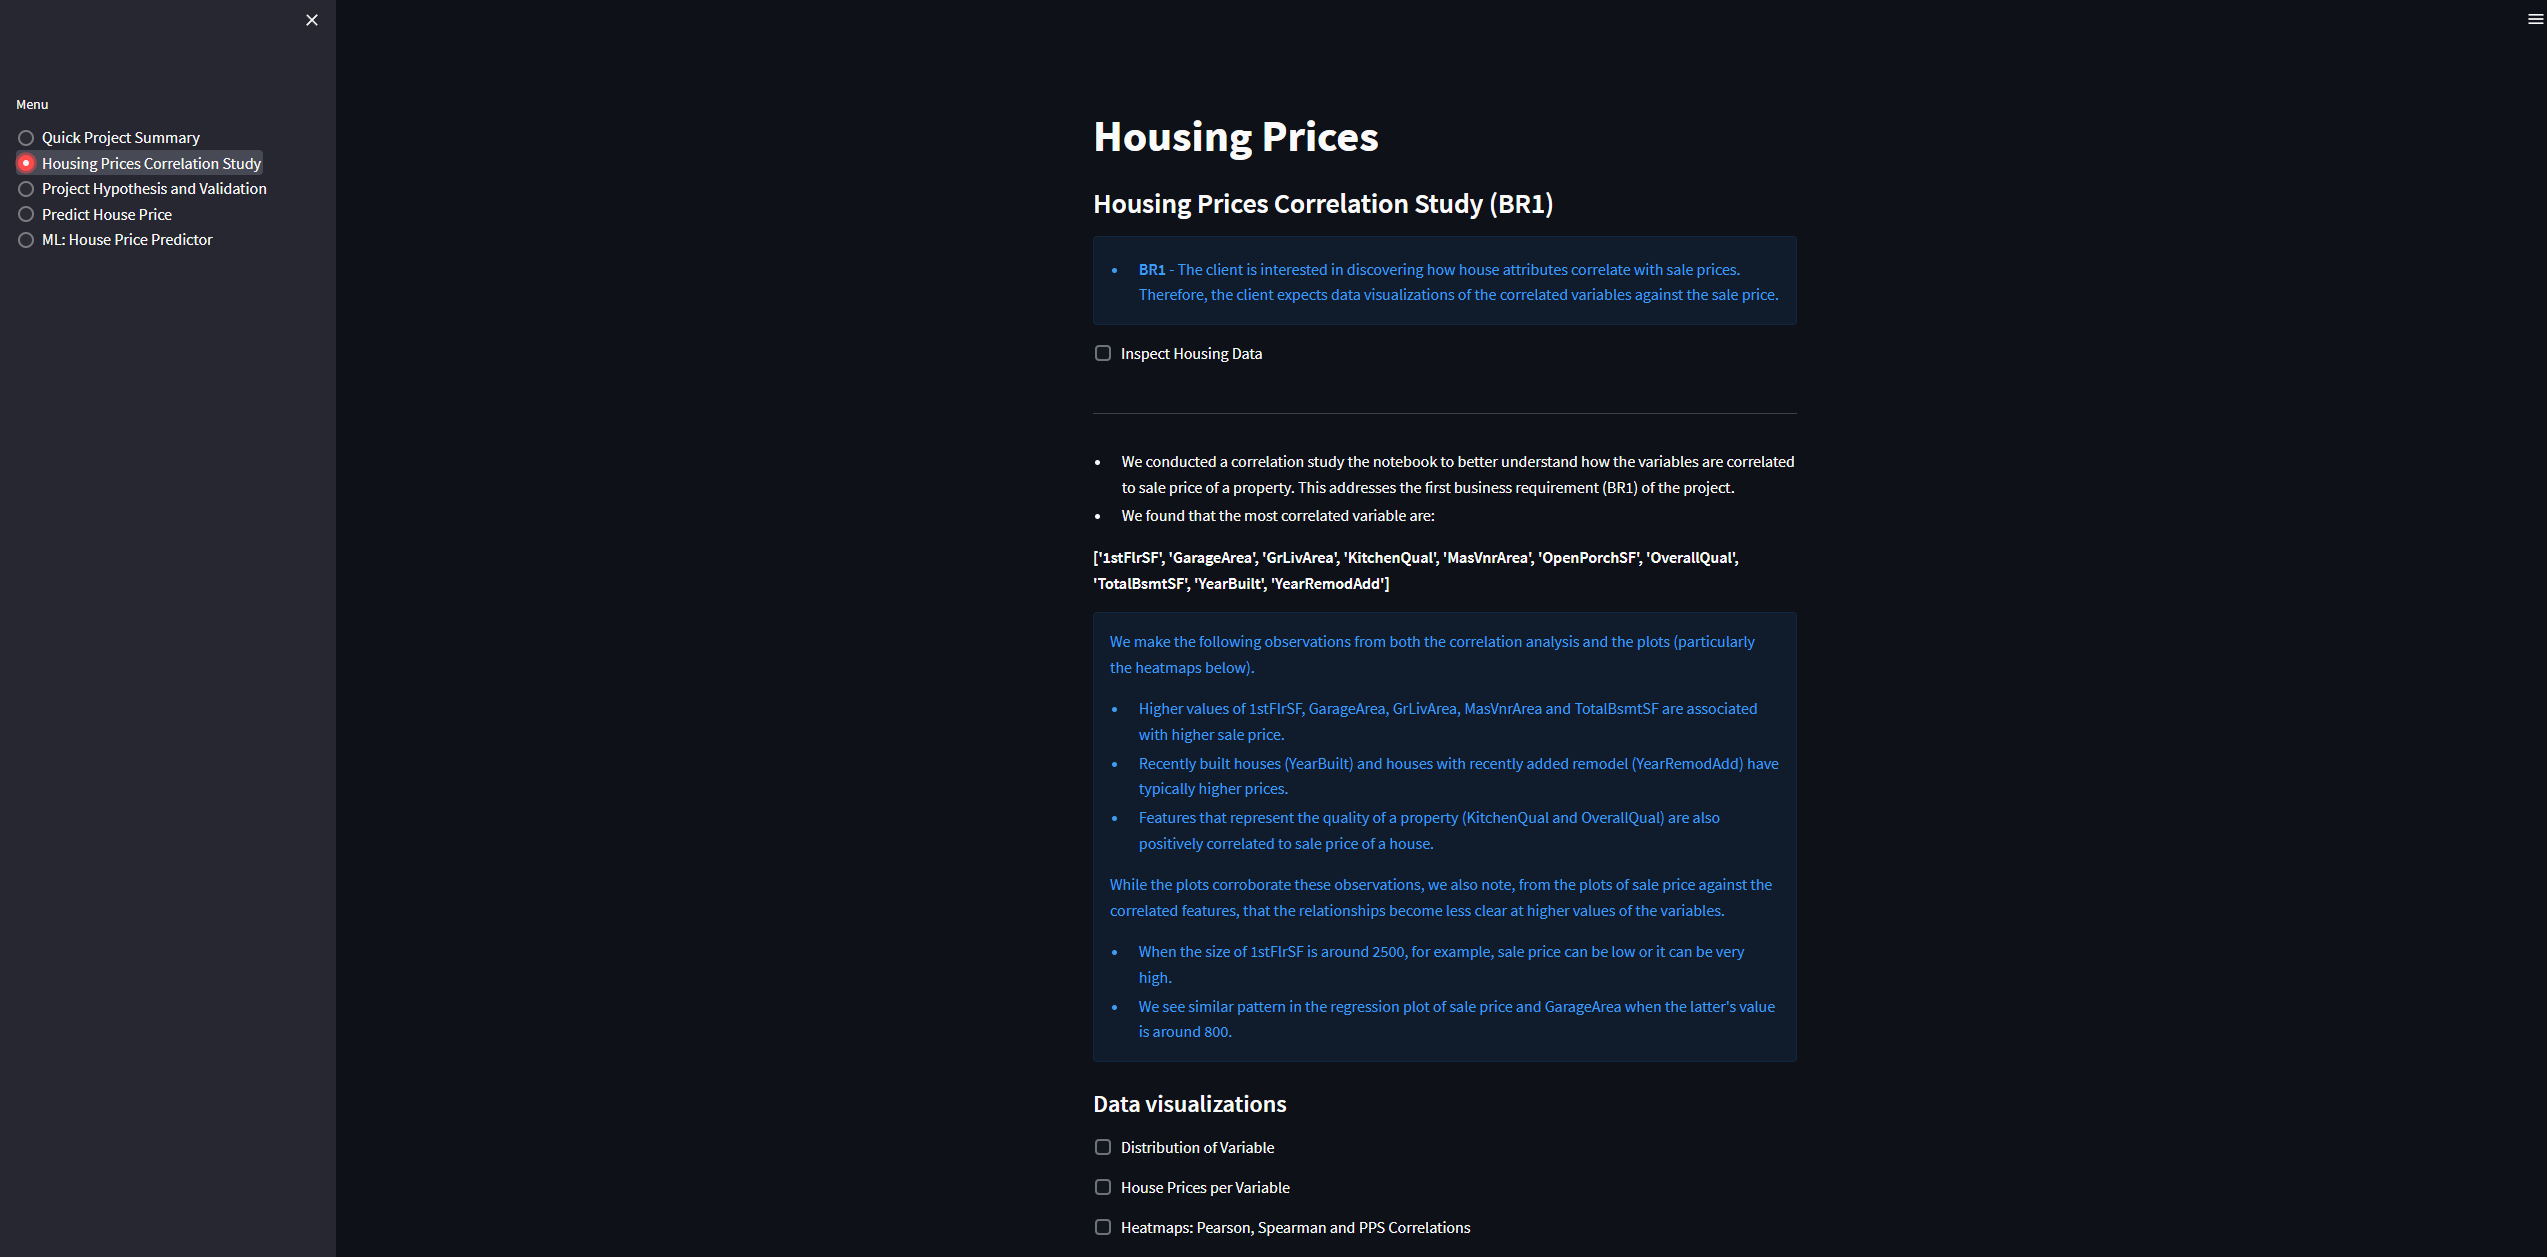 Menu
Quick Project Summary
Housing Prices Correlation Study
Project Hypothesis and Validation
Predict House Price
ML: House Price Predictor
Housing Prices
Housing Prices Correlation Study (BR1)
• BR1 - The client is interested in discovering how house attributes correlate with sale prices.
Therefore, the client expects data visualizations of the correlated variables against the sale price.
Inspect Housing Data
• We conducted a correlation study the notebook to better understand how the variables are correlated
to sale price of a property. This addresses the first business requirement (BR1) of the project.
• We found that the most correlated variable are:
['1stFlrSF', 'GarageArea', 'GrLivArea', 'KitchenQual', 'MasVnrArea', 'OpenPorchSF', 'OverallQual',
'TotalBsmtSF', 'YearBuilt', 'YearRemodAdd']
We make the following observations from both the correlation analysis and the plots (particularly
the heatmaps below).
• Higher values of 1stFlrSF, GarageArea, GrLivArea, MasVnrArea and TotalBsmtSF are associated
with higher sale price.
• Recently built houses (YearBuilt) and houses with recently added remodel (YearRemodAdd) have
typically higher prices.
• Features that represent the quality of a property (KitchenQual and OverallQual) are also
positively correlated to sale price of a house.
While the plots corroborate these observations, we also note, from the plots of sale price against the
correlated features, that the relationships become less clear at higher values of the variables.
• When the size of 1stFlrSF is around 2500, for example, sale price can be low or it can be very
high.
• We see similar pattern in the regression plot of sale price and GarageArea when the latter's value
is around 800.
Data visualizations
Distribution of Variable
House Prices per Variable
Heatmaps: Pearson, Spearman and PPS Correlations